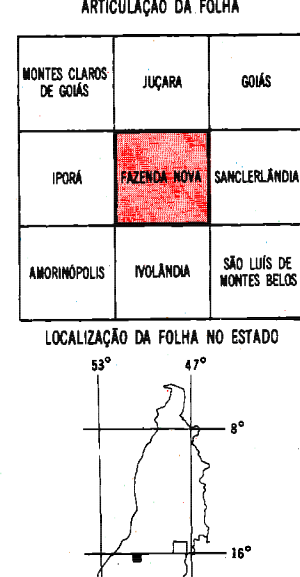 ARTICULAÇÃO DA FOLHA
MONTES CLAROS
DE GOIÁS
JUÇARA
GOIÁS
IPORÁ
FAZENDA NOVA
SANCLERLÂNDIA
AMORINÓPOLIS
IVOLÂNDIA
SÃO LUÍS DE
MONTES BELOS
LOCALIZAÇÃO DA FOLHA NO ESTADO
53° 47°
8°
16°